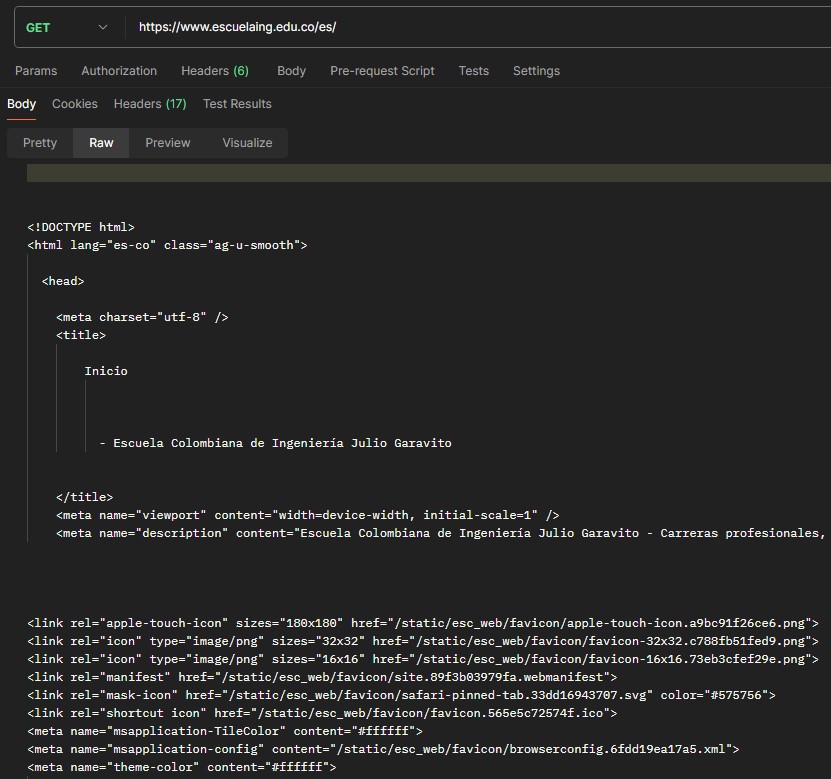 GET https://www.escuelaing.edu.co/es/
Params Authorization Headers (6) Body Pre-request Script Tests Settings
Body Cookies Headers (17) Test Results
Pretty Raw Preview Visualize
<!DOCTYPE html>
<html lang="es-co" class="ag-u-smooth">
<head>
<meta charset="utf-8" />
<title>
Inicio
- Escuela Colombiana de Ingeniería Julio Garavito
</title>
<meta name="viewport" content="width=device-width, initial-scale=1" />
<meta name="description" content="Escuela Colombiana de Ingeniería Julio Garavito - Carreras profesionales,
<link rel="apple-touch-icon" sizes="180x180" href="/static/esc_web/favicon/apple-touch-icon.a9bc91f26ce6.png">
<link rel="icon" type="image/png" sizes="32x32" href="/static/esc_web/favicon/favicon-32x32.c788fb51fed9.png">
<link rel="icon" type="image/png" sizes="16x16" href="/static/esc_web/favicon/favicon-16x16.73eb3cfef29e.png">
<link rel="manifest" href="/static/esc_web/favicon/site.89f3b03979fa.webmanifest">
<link rel="mask-icon" href="/static/esc_web/favicon/safari-pinned-tab.33dd16943707.svg" color="#575756">
<link rel="shortcut icon" href="/static/esc_web/favicon/favicon.565e5c72574f.ico">
<meta name="msapplication-TileColor" content="#ffffff">
<meta name="msapplication-config" content="/static/esc_web/favicon/browserconfig.6fdd19ea17a5.xml">
<meta name="theme-color" content="#ffffff">